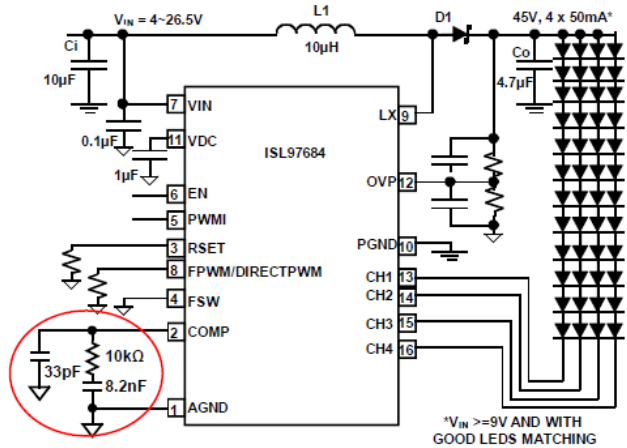 V_IN = 4~26.5V
L1
10µH
D1
45V, 4 x 50mA*
Ci
10µF
Co
4.7µF
7 VIN
LX 9
0.1µF
11 VDC
ISL97684
1µF
OVP 12
6 EN
5 PWMI
3 RSET
PGND 10
8 FPWM/DIRECTPWM
CH1 13
4 FSW
CH2 14
2 COMP
CH3 15
33pF
10kΩ
CH4 16
8.2nF
1 AGND
*V_IN >=9V AND WITH
GOOD LEDS MATCHING